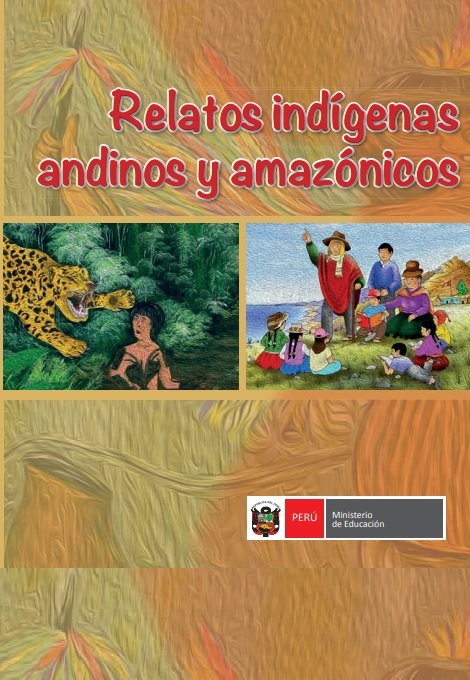 Relatos indígenas
andinos y amazónicos
PERÚ
Ministerio
de Educación